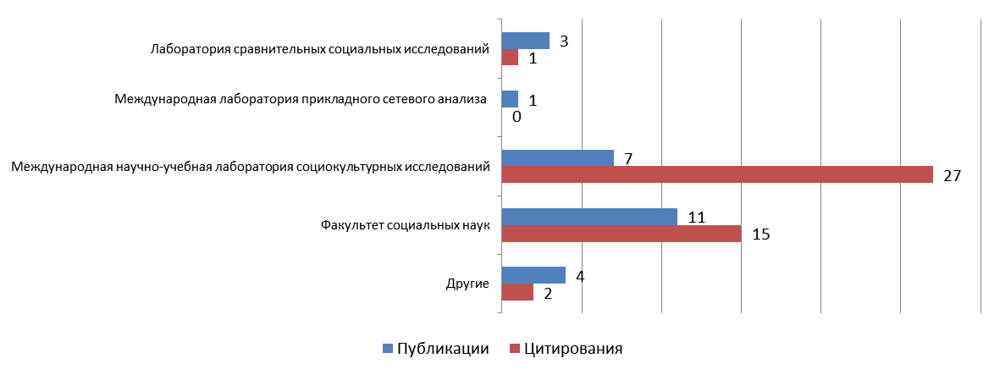 Лаборатория сравнительных социальных исследований
3
1
Международная лаборатория прикладного сетевого анализа
1
0
Международная научно-учебная лаборатория социокультурных исследований
7
27
Факультет социальных наук
11
15
Другие
4
2
Публикации
Цитирования